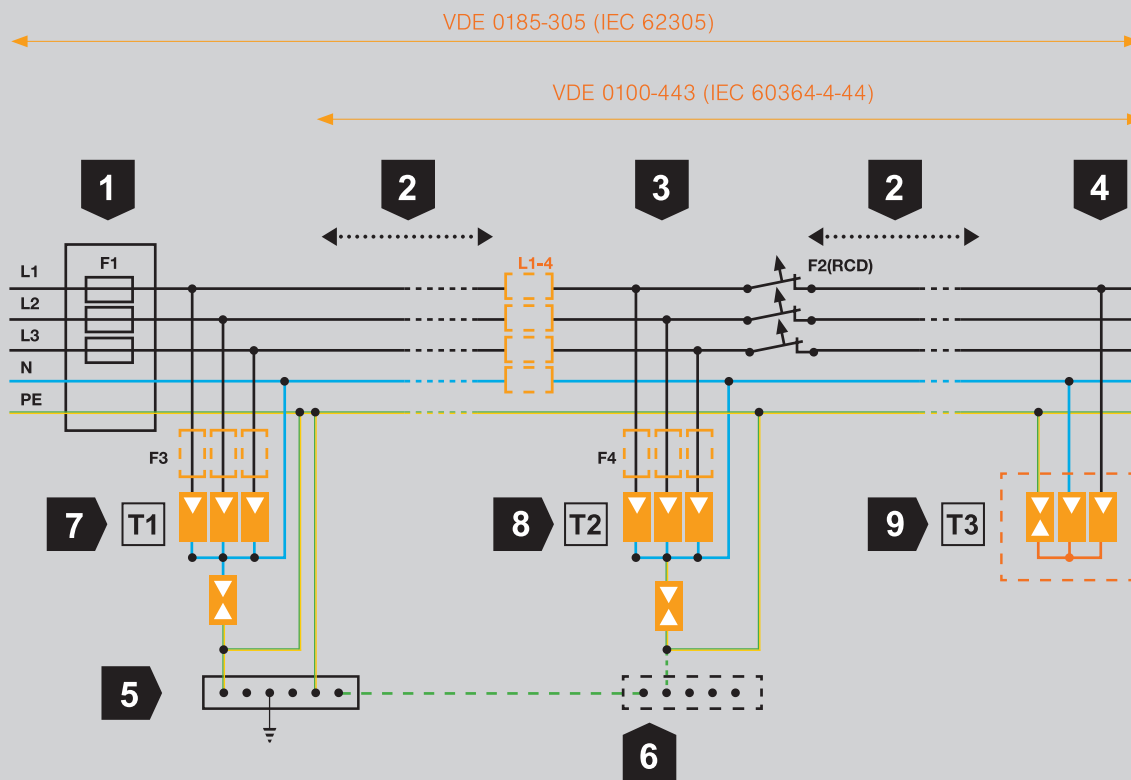 VDE 0185-305 (IEC 62305)
VDE 0100-443 (IEC 60364-4-44)
1
2
3
2
4
L1
F1
L1-4
F2(RCD)
L2
L3
N
PE
F3
F4
7
T1
8
T2
9
T3
5
6